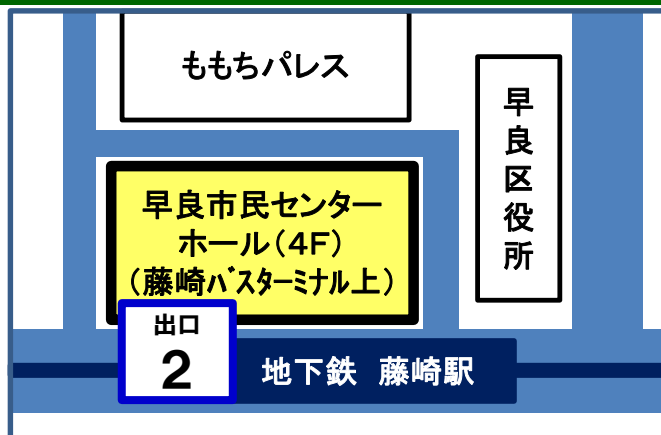 ももちパレス
早良区役所
早良市民センター
ホール（４F）
（藤崎バスターミナル上）
出口
2
地下鉄　藤崎駅